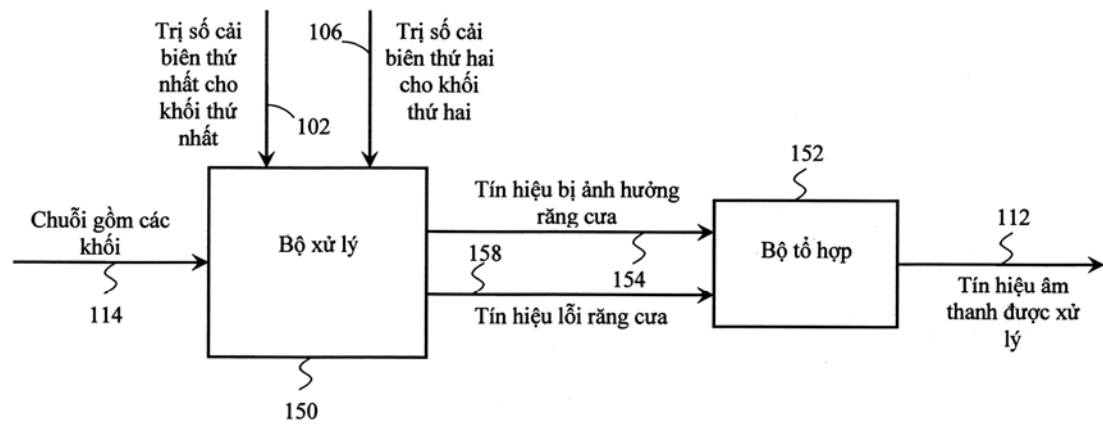 Trị số cải
biên thứ
nhất cho
khối thứ
nhất
102
106
Trị số cải
biên thứ hai
cho khối
thứ hai
Chuỗi gồm các
khối
114
Bộ xử lý
150
Tín hiệu bị ảnh hưởng
răng cưa
158
154
Tín hiệu lỗi răng cưa
152
Bộ tổ hợp
112
Tín hiệu âm
thanh được xử
lý